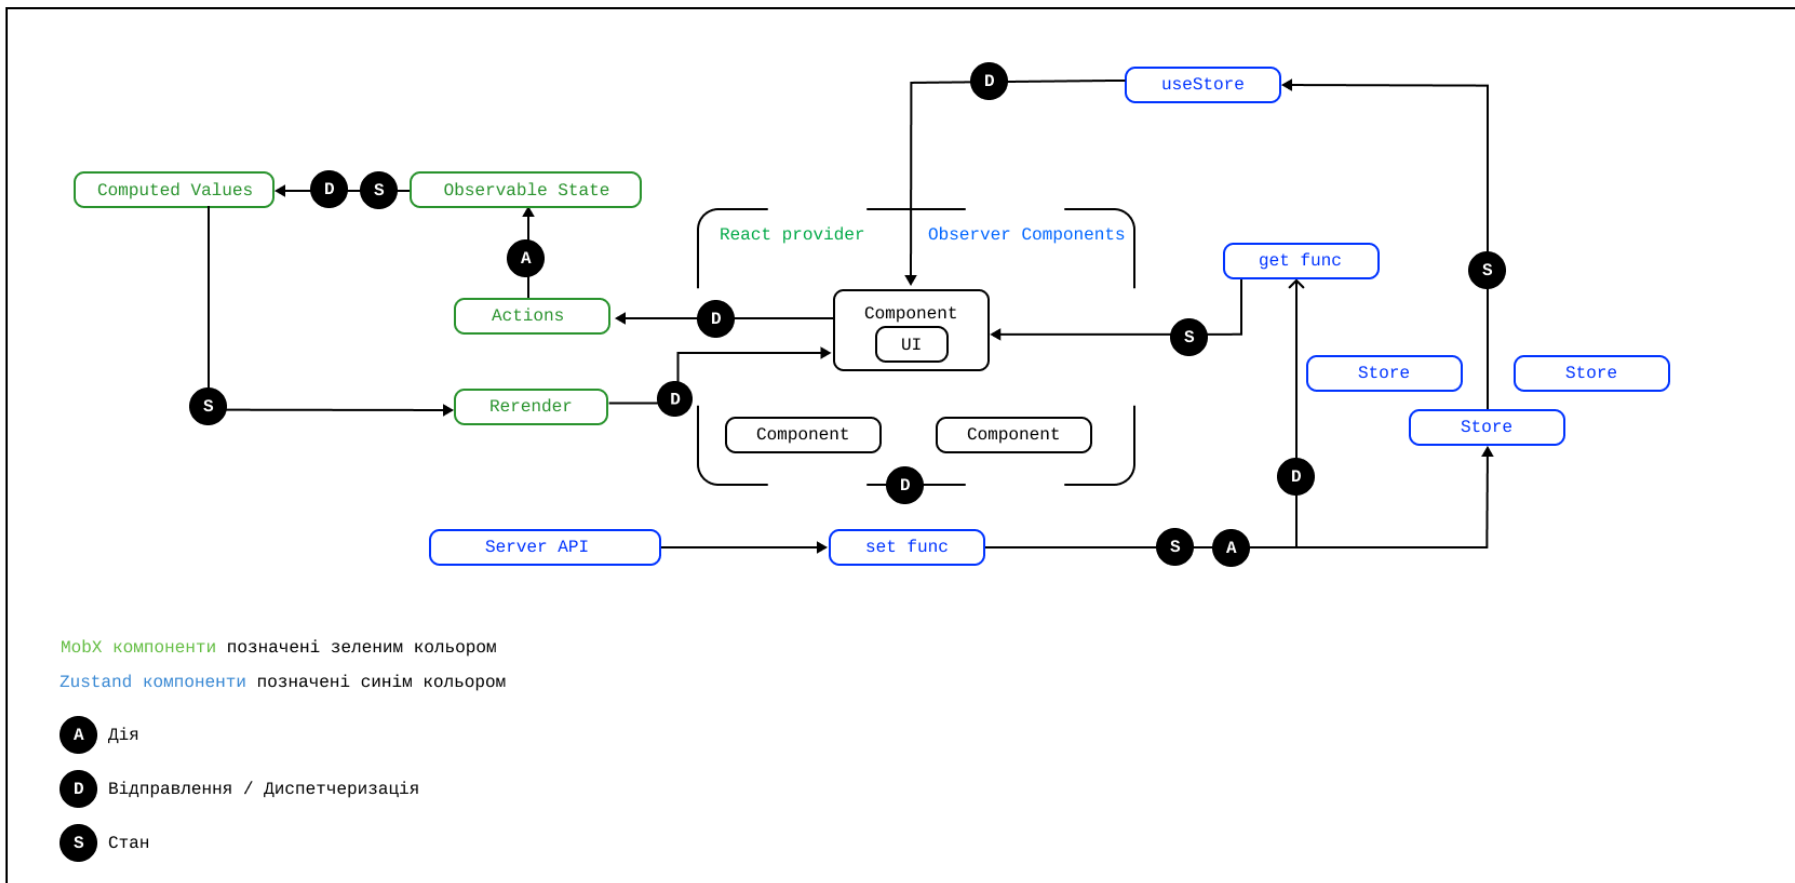 D
useStore
Computed Values
D
S
Observable State
React provider
Observer Components
A
get func
S
Actions
D
Component
UI
S
Store
Store
S
Rerender
D
Component
Component
Store
D
D
Server API
set func
S
A
MobX компоненти позначені зеленим кольором
Zustand компоненти позначені синім кольором
A Дія
D Відправлення / Диспетчеризація
S Стан